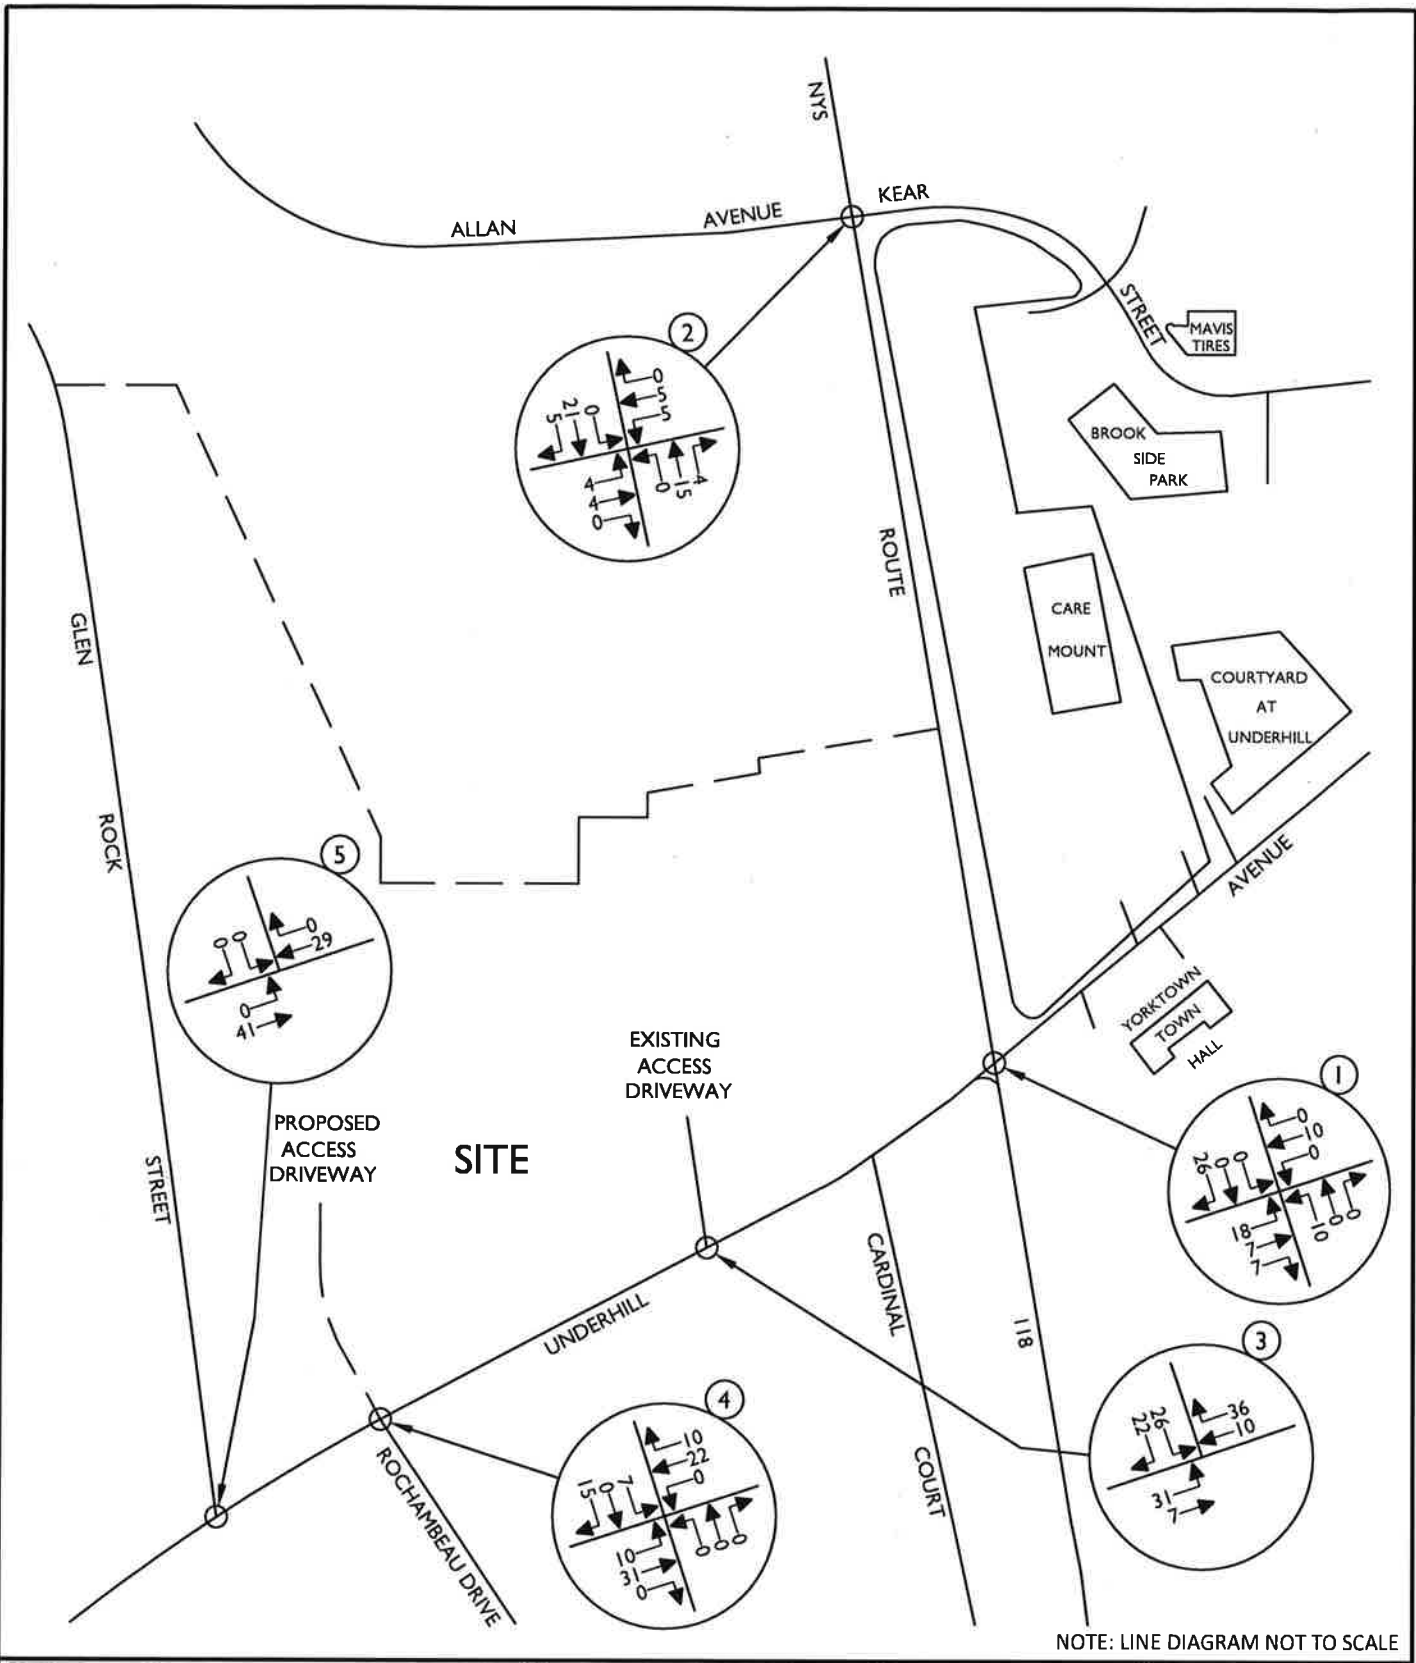 NYS
KEAR
ALLAN
AVENUE
STREET
MAVIS
TIRES
2
0
5
5
5
21
0
4
4
0
0
15
4
BROOK
SIDE
PARK
ROUTE
CARE
MOUNT
GLEN
COURTYARD
AT
UNDERHILL
ROCK
5
0
29
0
0
0
41
AVENUE
YORKTOWN
TOWN
HALL
EXISTING
ACCESS
DRIVEWAY
PROPOSED
ACCESS
DRIVEWAY
SITE
STREET
1
0
10
0
26
0
0
18
7
7
10
0
0
CARDINAL
UNDERHILL
118
3
36
10
22
26
31
7
4
10
22
0
15
0
7
10
31
0
0
0
0
COURT
ROCHAMBEAU DRIVE
NOTE: LINE DIAGRAM NOT TO SCALE